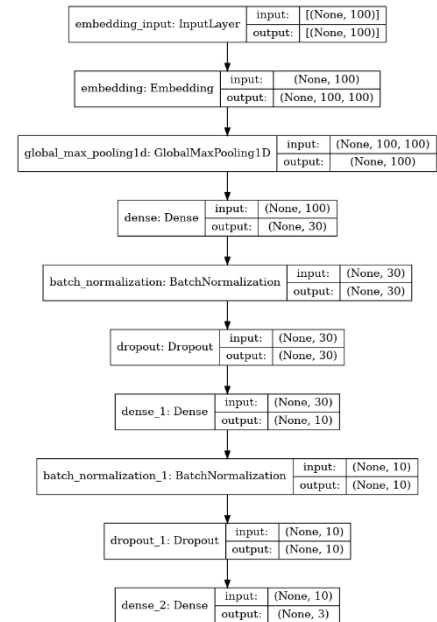 embedding_input: InputLayer input: [(None, 100)]
output: [(None, 100)]
embedding: Embedding input: (None, 100)
output: (None, 100, 100)
global_max_pooling1d: GlobalMaxPooling1D input: (None, 100, 100)
output: (None, 100)
dense: Dense input: (None, 100)
output: (None, 30)
batch_normalization: BatchNormalization input: (None, 30)
output: (None, 30)
dropout: Dropout input: (None, 30)
output: (None, 30)
dense_1: Dense input: (None, 30)
output: (None, 10)
batch_normalization_1: BatchNormalization input: (None, 10)
output: (None, 10)
dropout_1: Dropout input: (None, 10)
output: (None, 10)
dense_2: Dense input: (None, 10)
output: (None, 3)